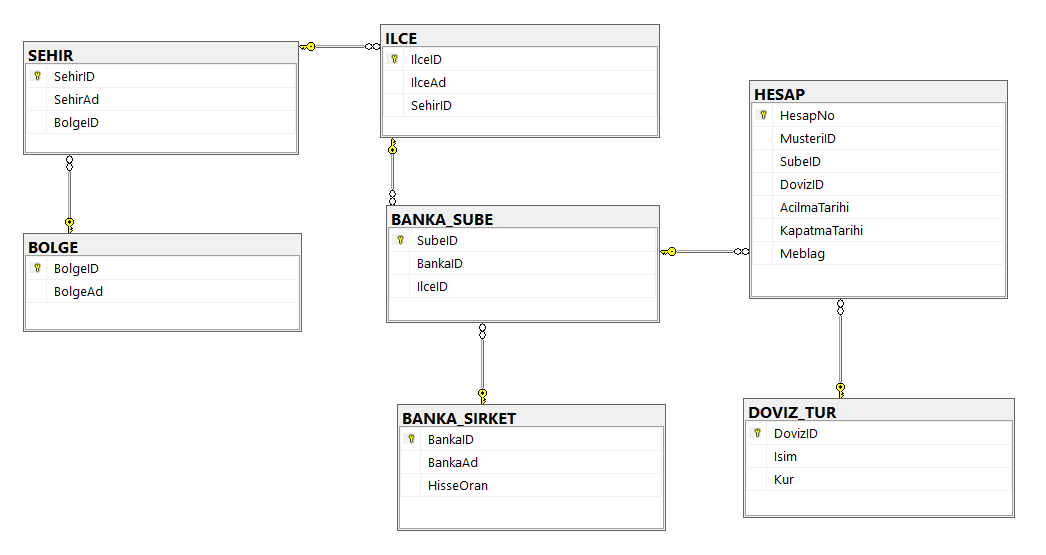 SEHIR
SehirID
SehirAd
BolgeID
ILCE
IlceID
IlceAd
SehirID
HESAP
HesapNo
MusteriID
SubeID
DovizID
AcilmaTarihi
KapatmaTarihi
Meblag
BOLGE
BolgeID
BolgeAd
BANKA_SUBE
SubeID
BankaID
IlceID
BANKA_SIRKET
BankaID
BankaAd
HisseOran
DOVIZ_TUR
DovizID
Isim
Kur